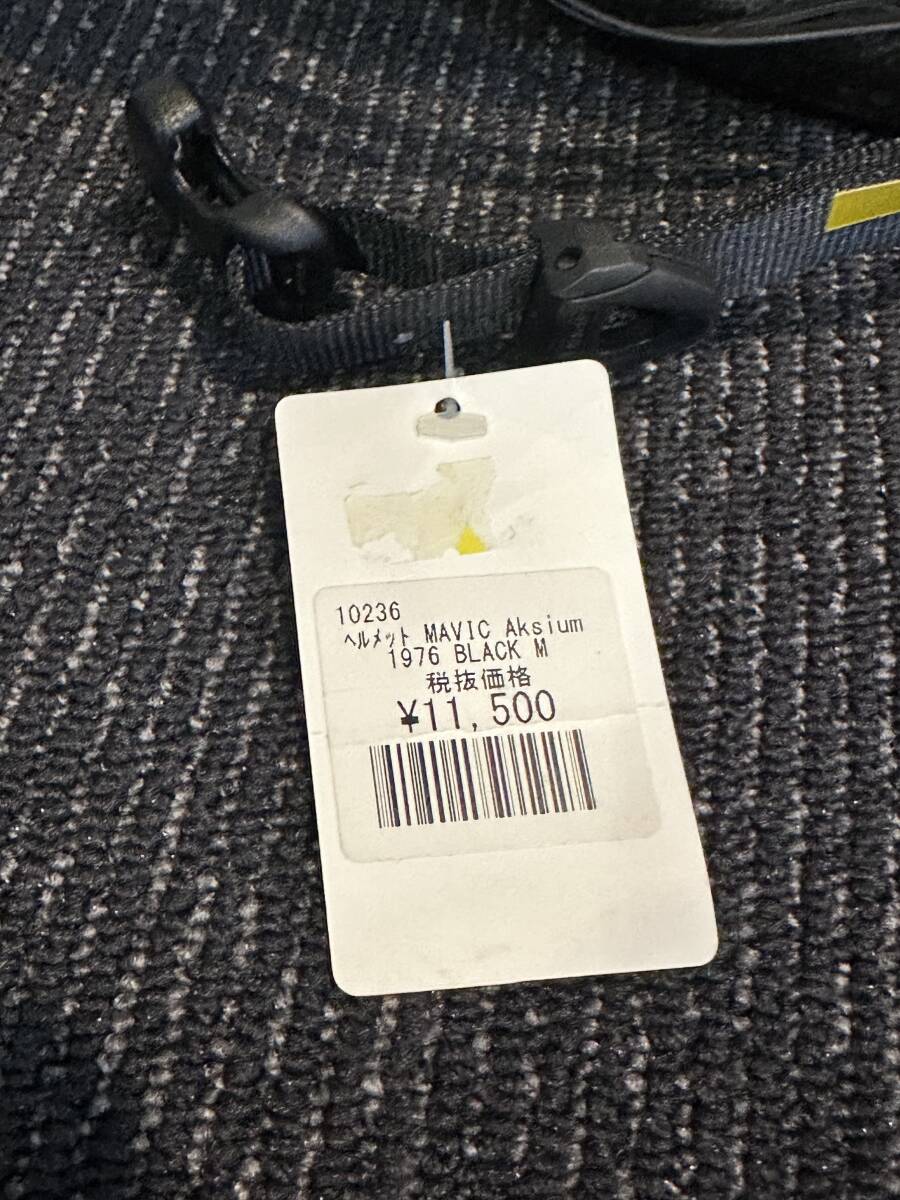 10236
ﾍﾙﾒｯﾄ MAVIC Aksium
1976 BLACK M
税抜価格
¥11,500